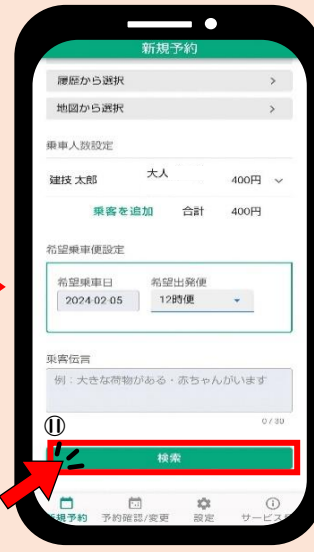 新規予約
履歴から選択 >
地図から選択 >
乗車人数設定
建技 太郎 大人 400円
乗客を追加 合計 400円
希望乗車便設定
希望乗車日 希望出発便
2024-02-05 12時便
乗客伝言
例：大きな荷物がある・赤ちゃんがいます
0 / 30
⑪
検索
規予約 予約確認/変更 設定 サービス